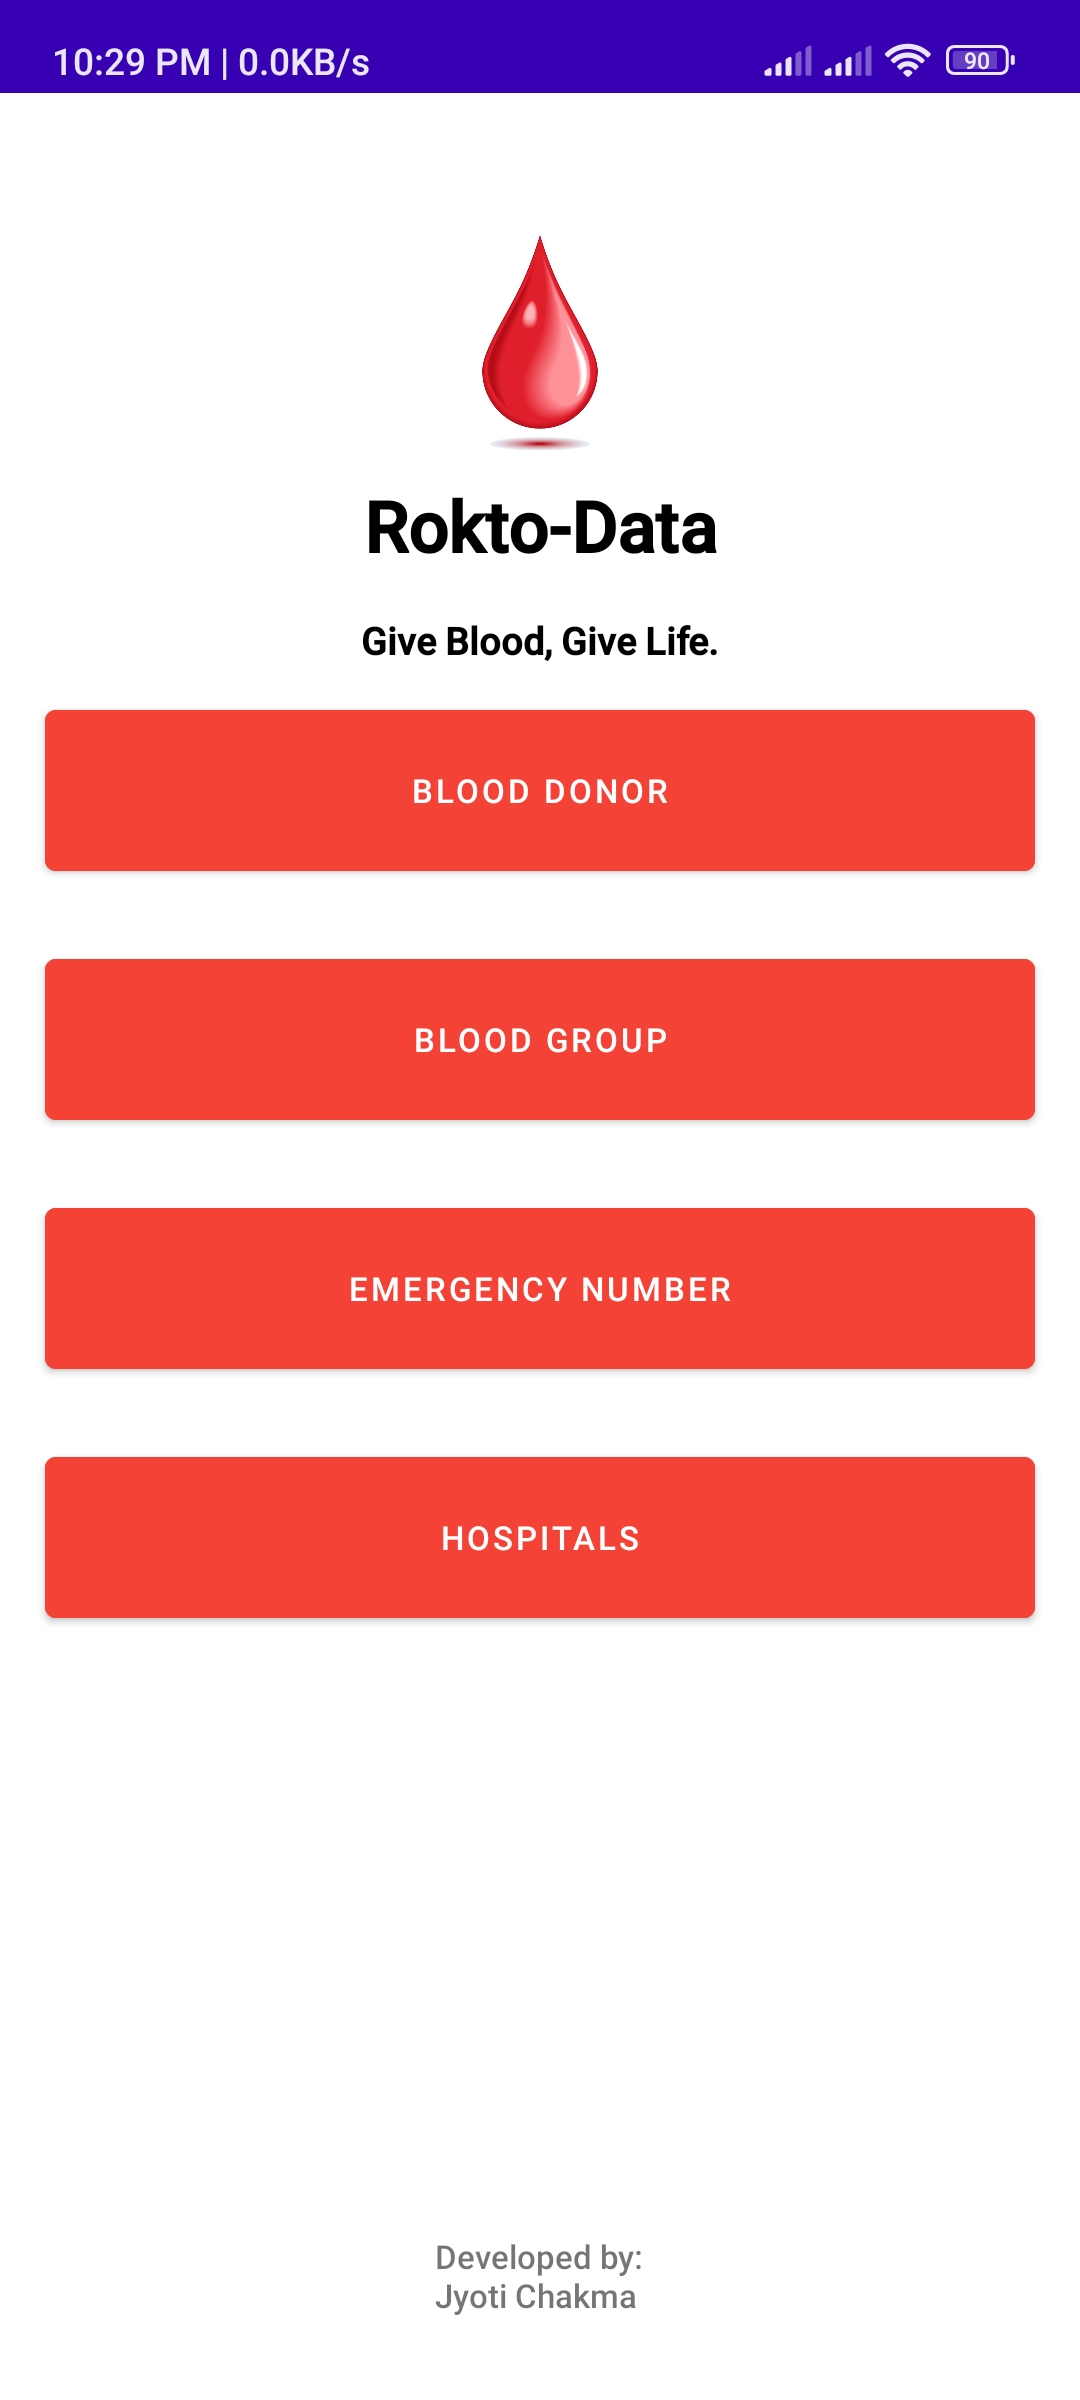 10:29 PM | 0.0KB/s
90
Rokto-Data
Give Blood, Give Life.
BLOOD DONOR
BLOOD GROUP
EMERGENCY NUMBER
HOSPITALS
Developed by:
Jyoti Chakma